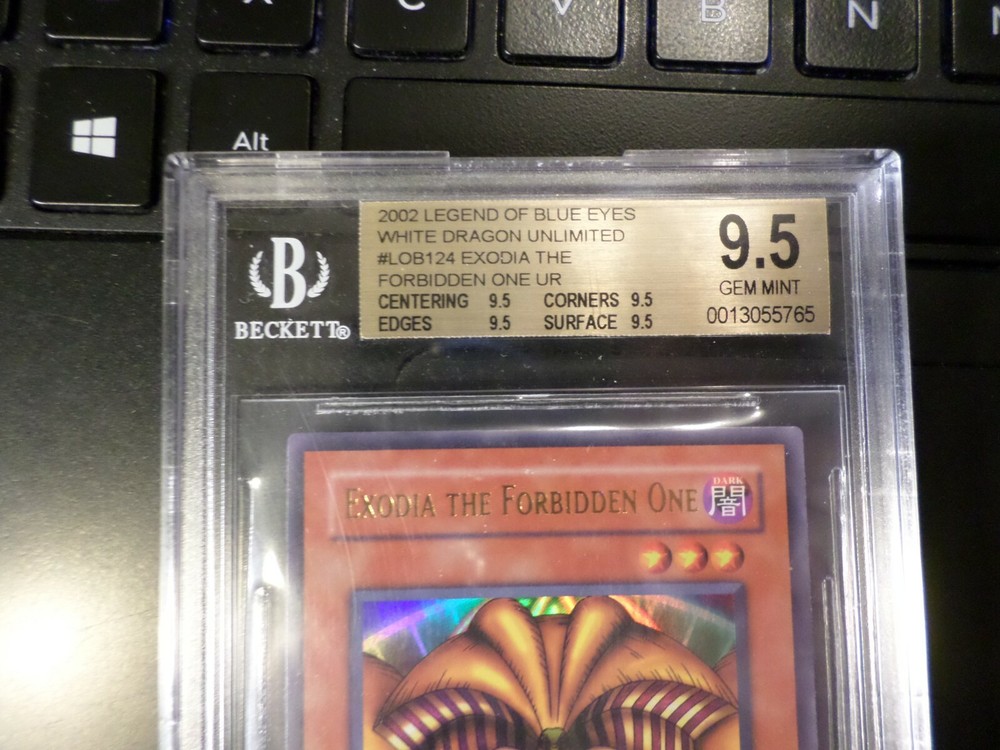 X C V B N
Alt
B
BECKETT®
2002 LEGEND OF BLUE EYES
WHITE DRAGON UNLIMITED
#LOB124 EXODIA THE
FORBIDDEN ONE UR
CENTERING 9.5 CORNERS 9.5
EDGES 9.5 SURFACE 9.5
9.5
GEM MINT
0013055765
EXODIA THE FORBIDDEN ONE
DARK
闇